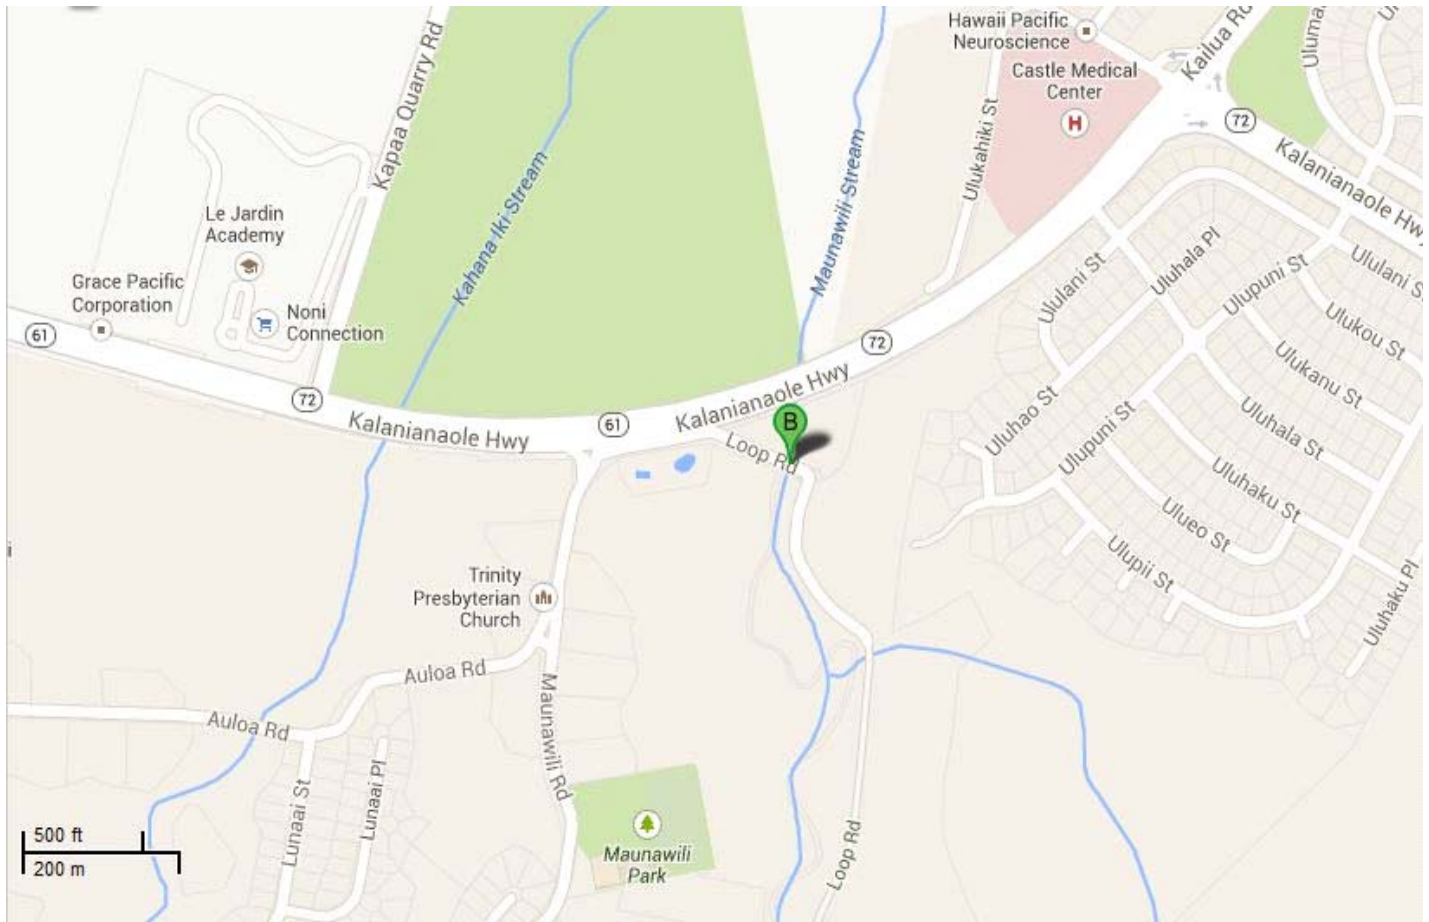 Hawaii Pacific
Neuroscience
Kailua Rd
Castle Medical
Center
H
72
Kapaa Quarry Rd
Kahana Iki Stream
Maunawili Stream
Ulukahiki St
Kalanianaole Hwy
Le Jardin
Academy
Grace Pacific
Corporation
Noni
Connection
61
72
Kalanianaole Hwy
61
Kalanianaole Hwy
72
B
Loop Rd
Ululani St
Uluhala Pl
Ulupuni St
Ululani S
Ulukou St
Ulukanu St
Uluhao St
Ulupuni St
Uluhala St
Uluhaku St
Ulueo St
Ulupii St
Uluhaku Pl
Trinity
Presbyterian
Church
Auloa Rd
Auloa Rd
Maunawili Rd
Lunaai St
Lunaai Pl
Maunawili
Park
Loop Rd
500 ft
200 m